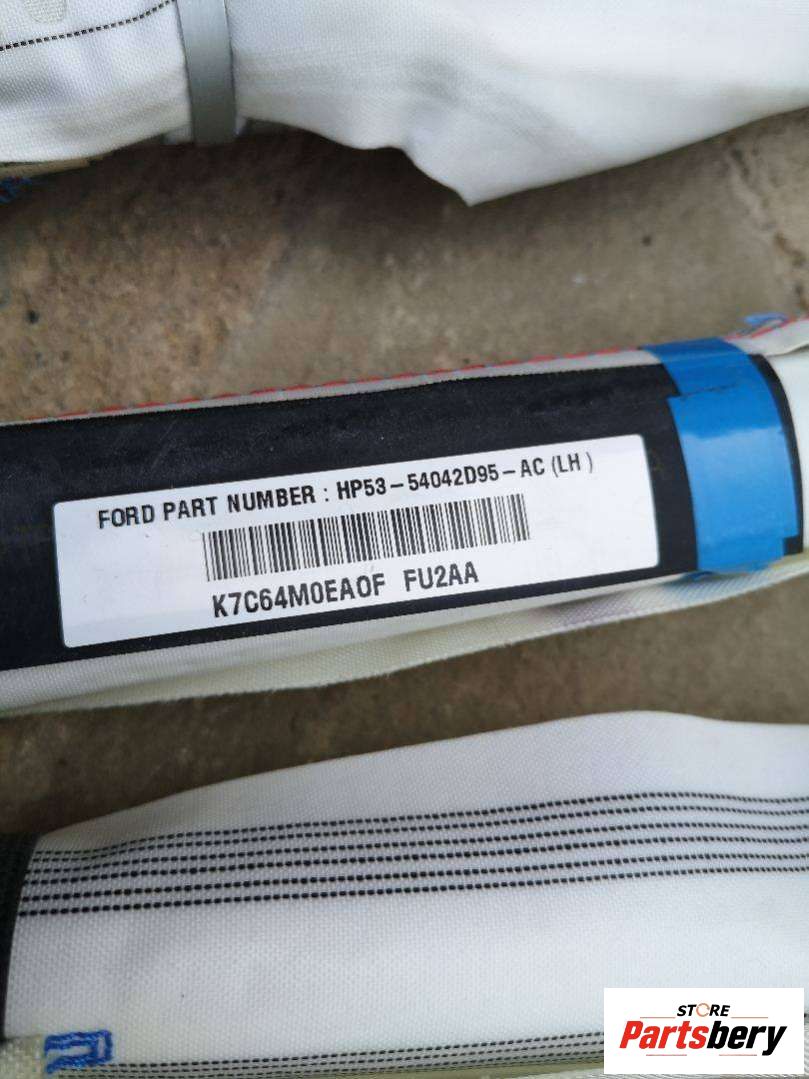 FORD PART NUMBER : HP53-54042D95-AC (LH )
K7C64M0EA0F FU2AA
STORE
Partsbery